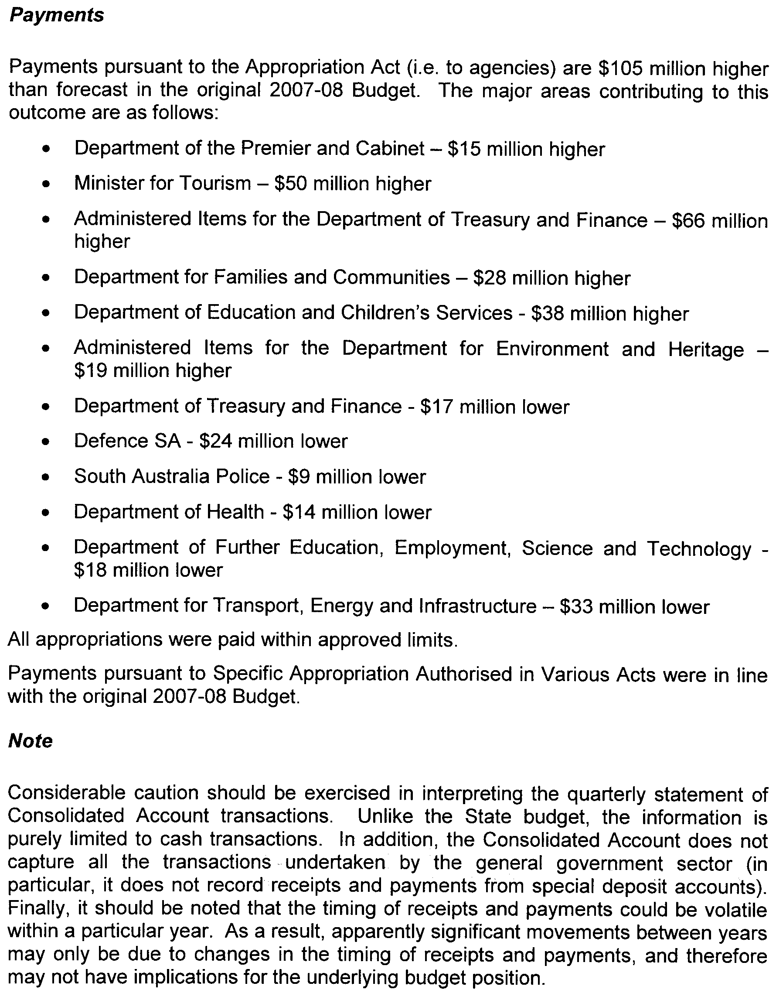 Payments
Payments pursuant to the Appropriation Act (i.e. to agencies) are $105 million higher
than forecast in the original 2007-08 Budget. The major areas contributing to this
outcome are as follows:
• Department of the Premier and Cabinet – $15 million higher
• Minister for Tourism – $50 million higher
• Administered Items for the Department of Treasury and Finance – $66 million
higher
• Department for Families and Communities – $28 million higher
• Department of Education and Children's Services - $38 million higher
• Administered Items for the Department for Environment and Heritage –
$19 million higher
• Department of Treasury and Finance - $17 million lower
• Defence SA - $24 million lower
• South Australia Police - $9 million lower
• Department of Health - $14 million lower
• Department of Further Education, Employment, Science and Technology -
$18 million lower
• Department for Transport, Energy and Infrastructure – $33 million lower
All appropriations were paid within approved limits.
Payments pursuant to Specific Appropriation Authorised in Various Acts were in line
with the original 2007-08 Budget.
Note
Considerable caution should be exercised in interpreting the quarterly statement of
Consolidated Account transactions. Unlike the State budget, the information is
purely limited to cash transactions. In addition, the Consolidated Account does not
capture all the transactions undertaken by the general government sector (in
particular, it does not record receipts and payments from special deposit accounts).
Finally, it should be noted that the timing of receipts and payments could be volatile
within a particular year. As a result, apparently significant movements between years
may only be due to changes in the timing of receipts and payments, and therefore
may not have implications for the underlying budget position.